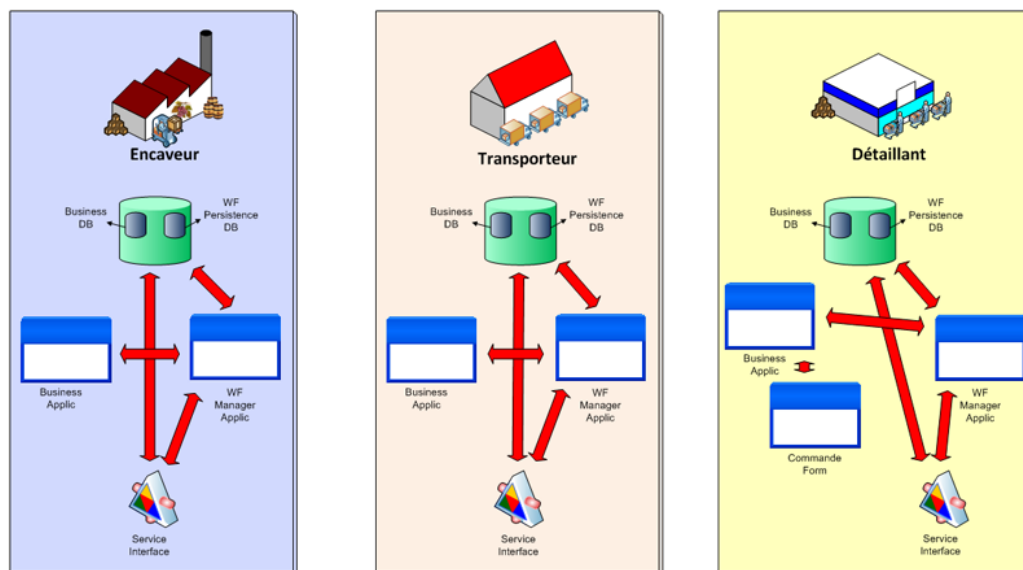 Encaveur
Business
DB
WF
Persistence
DB
Business
Applic
WF
Manager
Applic
Service
Interface
Transporteur
Business
DB
WF
Persistence
DB
Business
Applic
WF
Manager
Applic
Service
Interface
Détaillant
Business
DB
WF
Persistence
DB
Business
Applic
WF
Manager
Applic
Commande
Form
Service
Interface